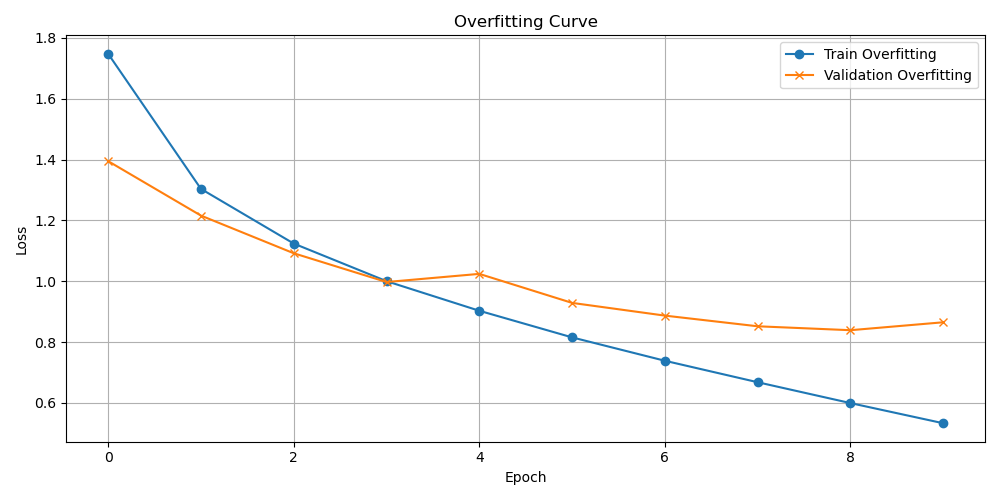 Overfitting Curve
Train Overfitting
Validation Overfitting
Loss
1.8
1.6
1.4
1.2
1.0
0.8
0.6
0 2 4 6 8
Epoch